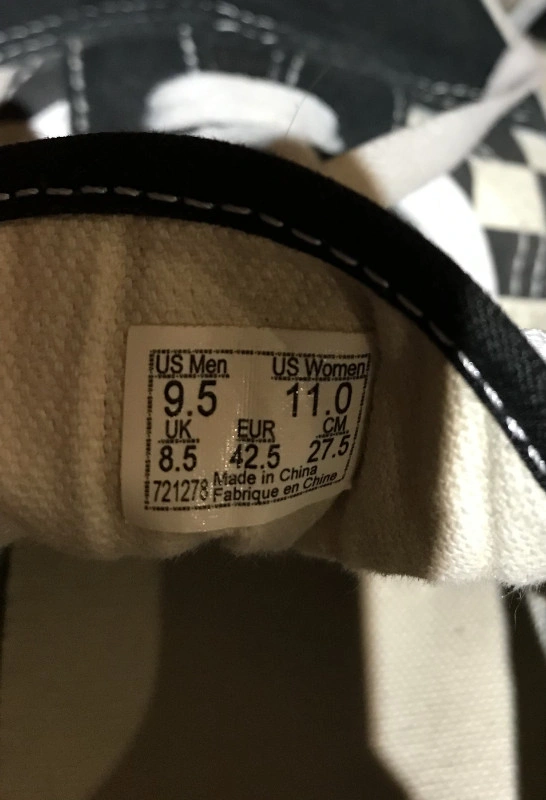 US Men US Women
9.5 11.0
UK EUR CM
8.5 42.5 27.5
Made in China
721278 Fabrique en Chine